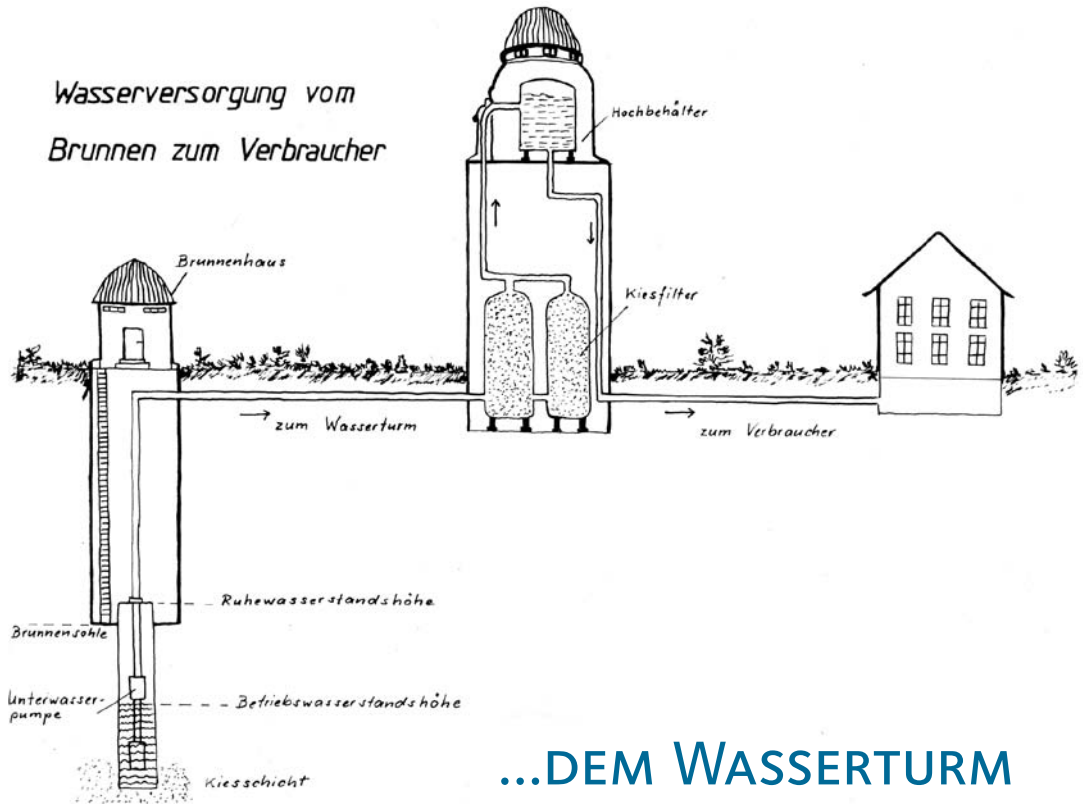 Wasserversorgung vom
Brunnen zum Verbraucher
Hochbehälter
Brunnenhaus
Kiesfilter
zum Wasserturm
zum Verbraucher
Ruhewasserstandshöhe
Brunnensohle
Unterwasser-
pumpe
Betriebswasserstandshöhe
Kiesschicht
...DEM WASSERTURM